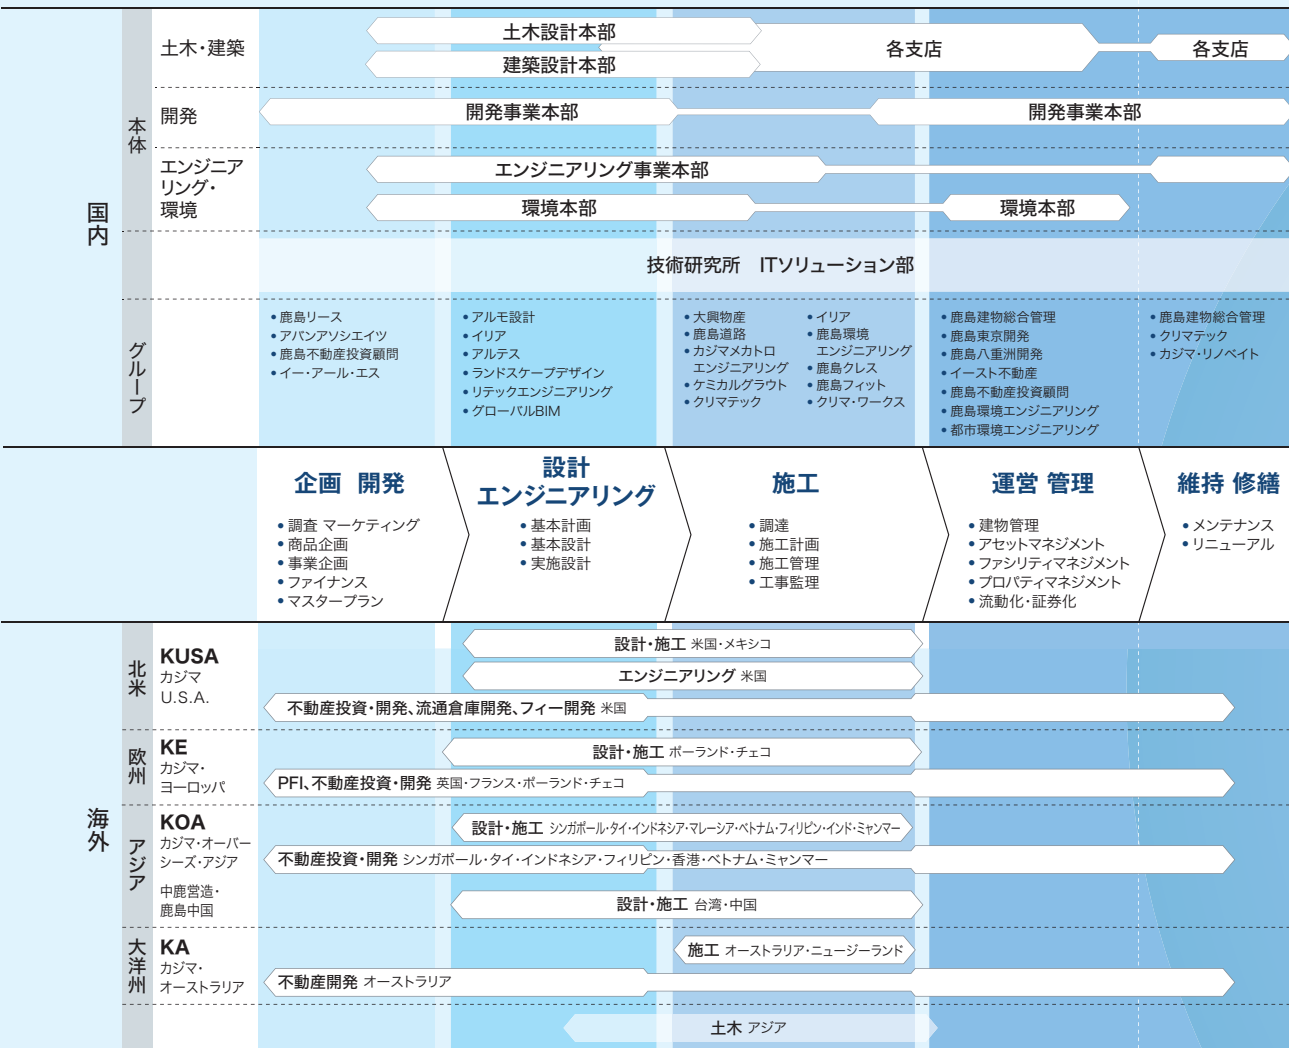 国内
本体
土木・建築
土木設計本部
建築設計本部
各支店
各支店
開発
開発事業本部
開発事業本部
エンジニア
リング・
環境
エンジニアリング事業本部
環境本部
環境本部
技術研究所　ITソリューション部
グループ
• 鹿島リース
• アバンアソシエイツ
• 鹿島不動産投資顧問
• イー・アール・エス
• アルモ設計
• イリア
• アルテス
• ランドスケープデザイン
• リテックエンジニアリング
• グローバルBIM
• 大興物産
• 鹿島道路
• カジマメカトロ
エンジニアリング
• ケミカルグラウト
• クリマテック
• イリア
• 鹿島環境
エンジニアリング
• 鹿島クレス
• 鹿島フィット
• クリマ・ワークス
• 鹿島建物総合管理
• 鹿島東京開発
• 鹿島八重洲開発
• イースト不動産
• 鹿島不動産投資顧問
• 鹿島環境エンジニアリング
• 都市環境エンジニアリング
• 鹿島建物総合管理
• クリマテック
• カジマ・リノベイト
企画 開発
• 調査 マーケティング
• 商品企画
• 事業企画
• ファイナンス
• マスタープラン
設計
エンジニアリング
• 基本計画
• 基本設計
• 実施設計
施工
• 調達
• 施工計画
• 施工管理
• 工事監理
運営 管理
• 建物管理
• アセットマネジメント
• ファシリティマネジメント
• プロパティマネジメント
• 流動化・証券化
維持 修繕
• メンテナンス
• リニューアル
海外
北米
KUSA
カジマ
U.S.A.
設計・施工 米国・メキシコ
エンジニアリング 米国
不動産投資・開発、流通倉庫開発、フィー開発 米国
欧州
KE
カジマ・
ヨーロッパ
設計・施工 ポーランド・チェコ
PFI、不動産投資・開発 英国・フランス・ポーランド・チェコ
アジア
KOA
カジマ・オーバー
シーズ・アジア
中鹿営造・
鹿島中国
設計・施工 シンガポール・タイ・インドネシア・マレーシア・ベトナム・フィリピン・インド・ミャンマー
不動産投資・開発 シンガポール・タイ・インドネシア・フィリピン・香港・ベトナム・ミャンマー
設計・施工 台湾・中国
大洋州
KA
カジマ・
オーストラリア
施工 オーストラリア・ニュージーランド
不動産開発 オーストラリア
土木 アジア